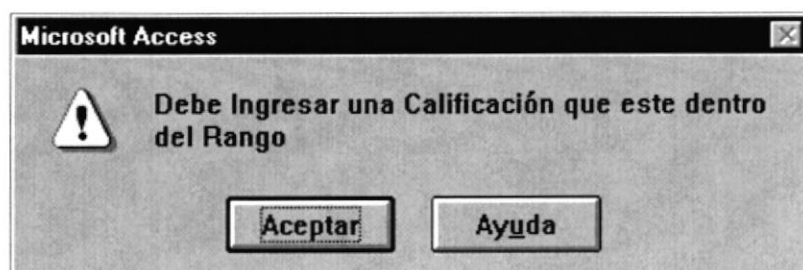 Microsoft Access
Debe Ingresar una Calificación que este dentro
del Rango
Aceptar
Ayuda